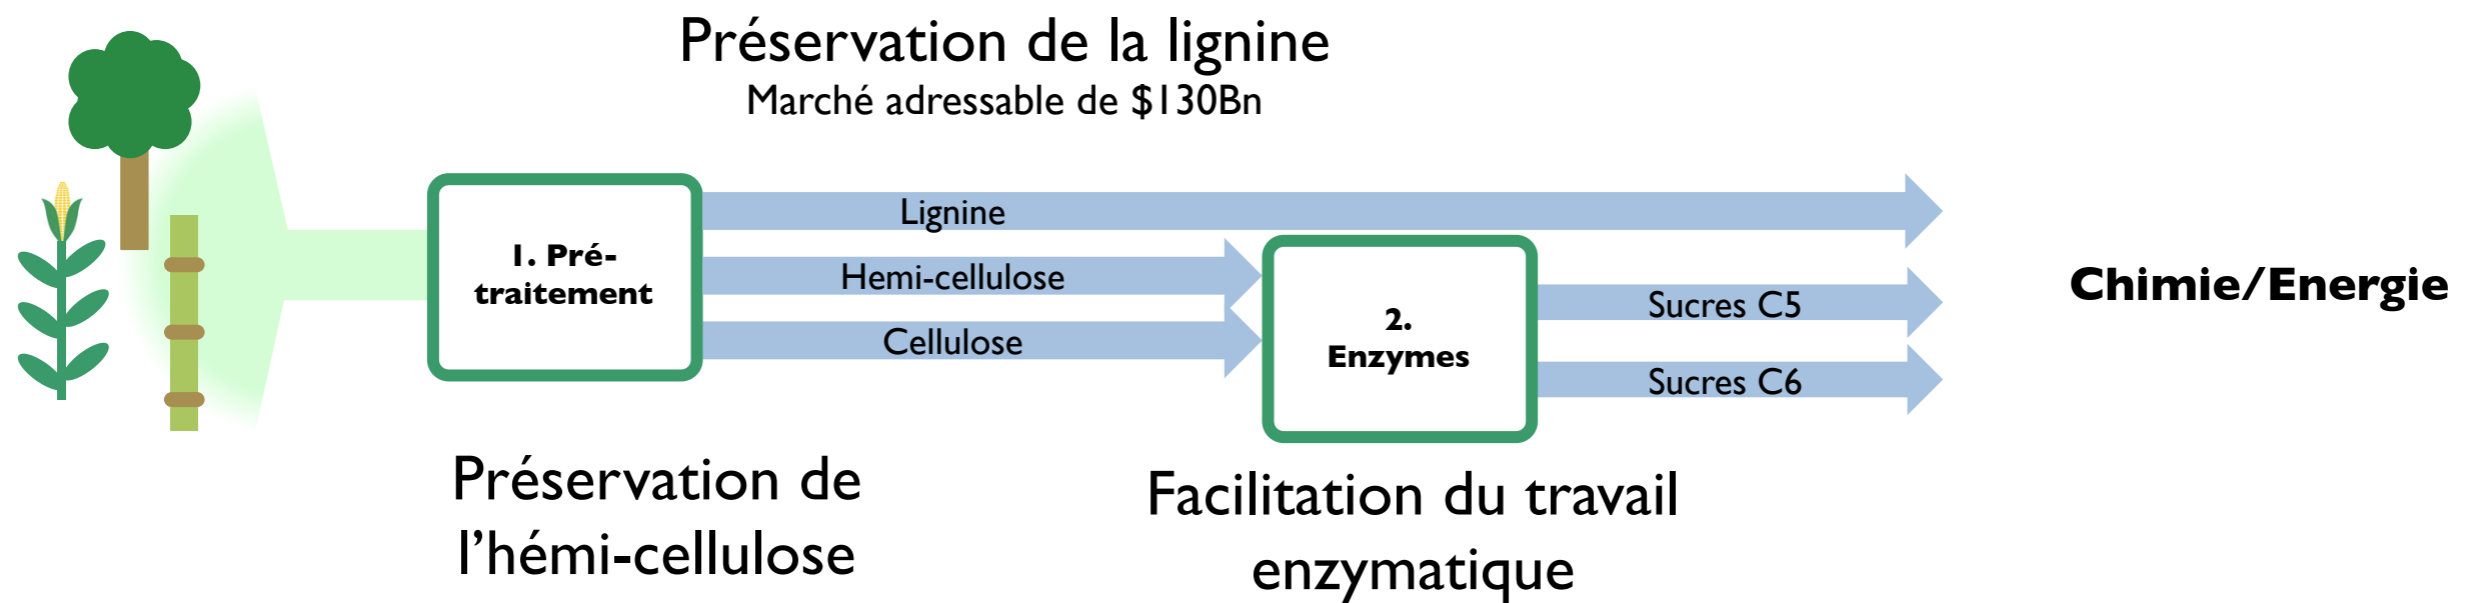 Préservation de la lignine
Marché adressable de $130Bn
Lignine
1. Pré-
traitement
Hemi-cellulose
Cellulose
2.
Enzymes
Sucres C5
Sucres C6
Chimie/Energie
Préservation de
l’hémi-cellulose
Facilitation du travail
enzymatique